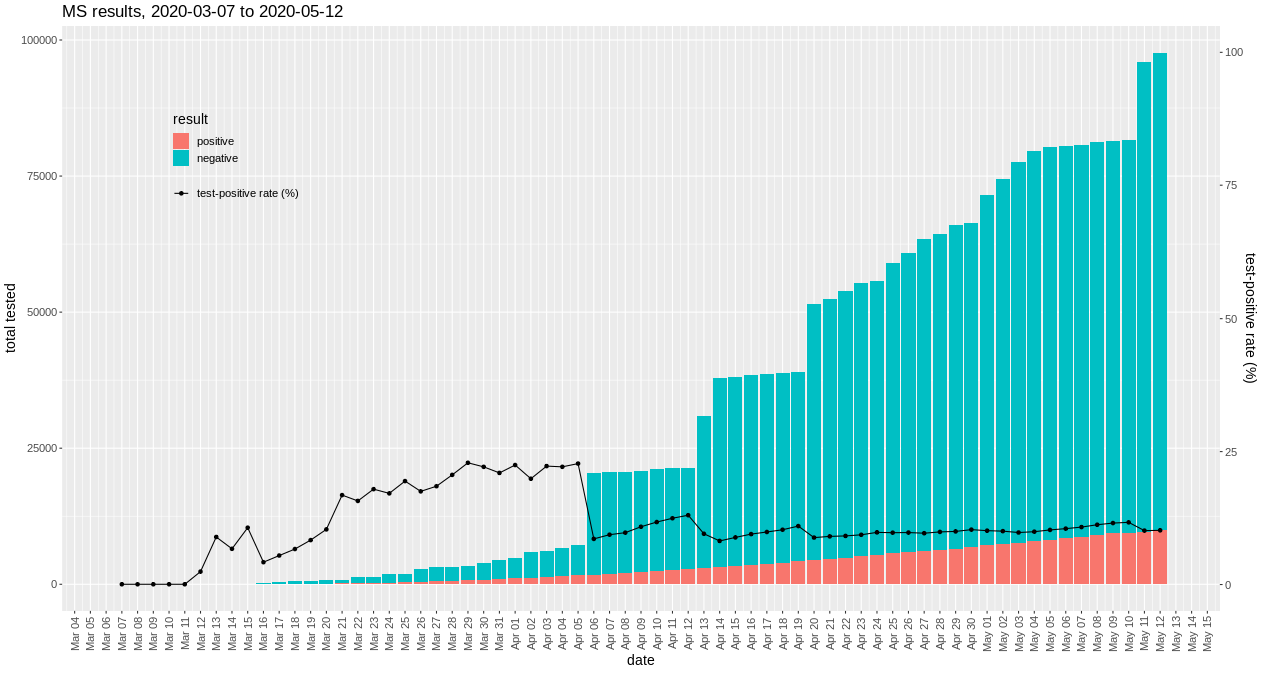 MS results, 2020-03-07 to 2020-05-12
100000
75000
50000
25000
0
total tested
result
positive
negative
test-positive rate (%)
100
75
50
25
0
test-positive rate (%)
Mar 04
Mar 05
Mar 06
Mar 07
Mar 08
Mar 09
Mar 10
Mar 11
Mar 12
Mar 13
Mar 14
Mar 15
Mar 16
Mar 17
Mar 18
Mar 19
Mar 20
Mar 21
Mar 22
Mar 23
Mar 24
Mar 25
Mar 26
Mar 27
Mar 28
Mar 29
Mar 30
Mar 31
Apr 01
Apr 02
Apr 03
Apr 04
Apr 05
Apr 06
Apr 07
Apr 08
Apr 09
Apr 10
Apr 11
Apr 12
Apr 13
Apr 14
Apr 15
Apr 16
Apr 17
Apr 18
Apr 19
Apr 20
Apr 21
Apr 22
Apr 23
Apr 24
Apr 25
Apr 26
Apr 27
Apr 28
Apr 29
Apr 30
May 01
May 02
May 03
May 04
May 05
May 06
May 07
May 08
May 09
May 10
May 11
May 12
May 13
May 14
May 15
date